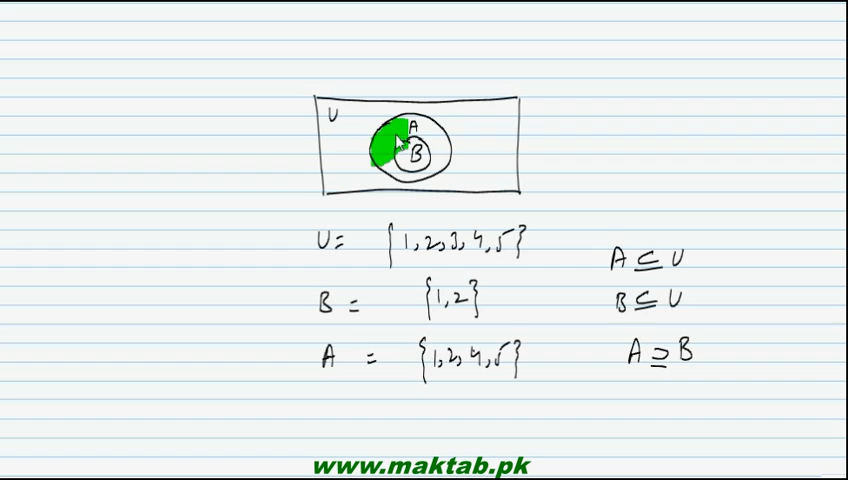 U
A
B
U = {1,2,3,4,5}
A ⊆ U
B = {1,2}
B ⊆ U
A = {1,2,4,5}
A ⊇ B
www.maktab.pk